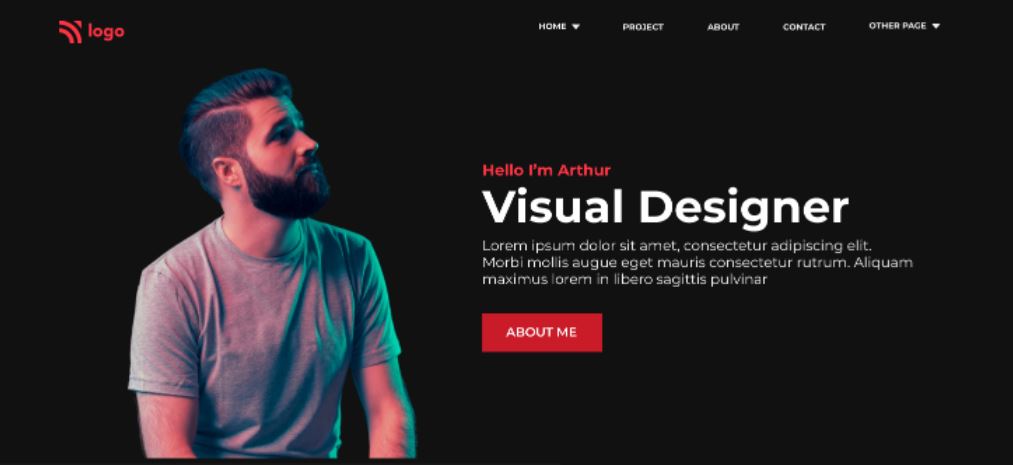 logo
HOME
PROJECT
ABOUT
CONTACT
OTHER PAGE
Hello I'm Arthur
Visual Designer
Lorem ipsum dolor sit amet, consectetur adipiscing elit.
Morbi mollis augue eget mauris consectetur rutrum. Aliquam
maximus lorem in libero sagittis pulvinar
ABOUT ME